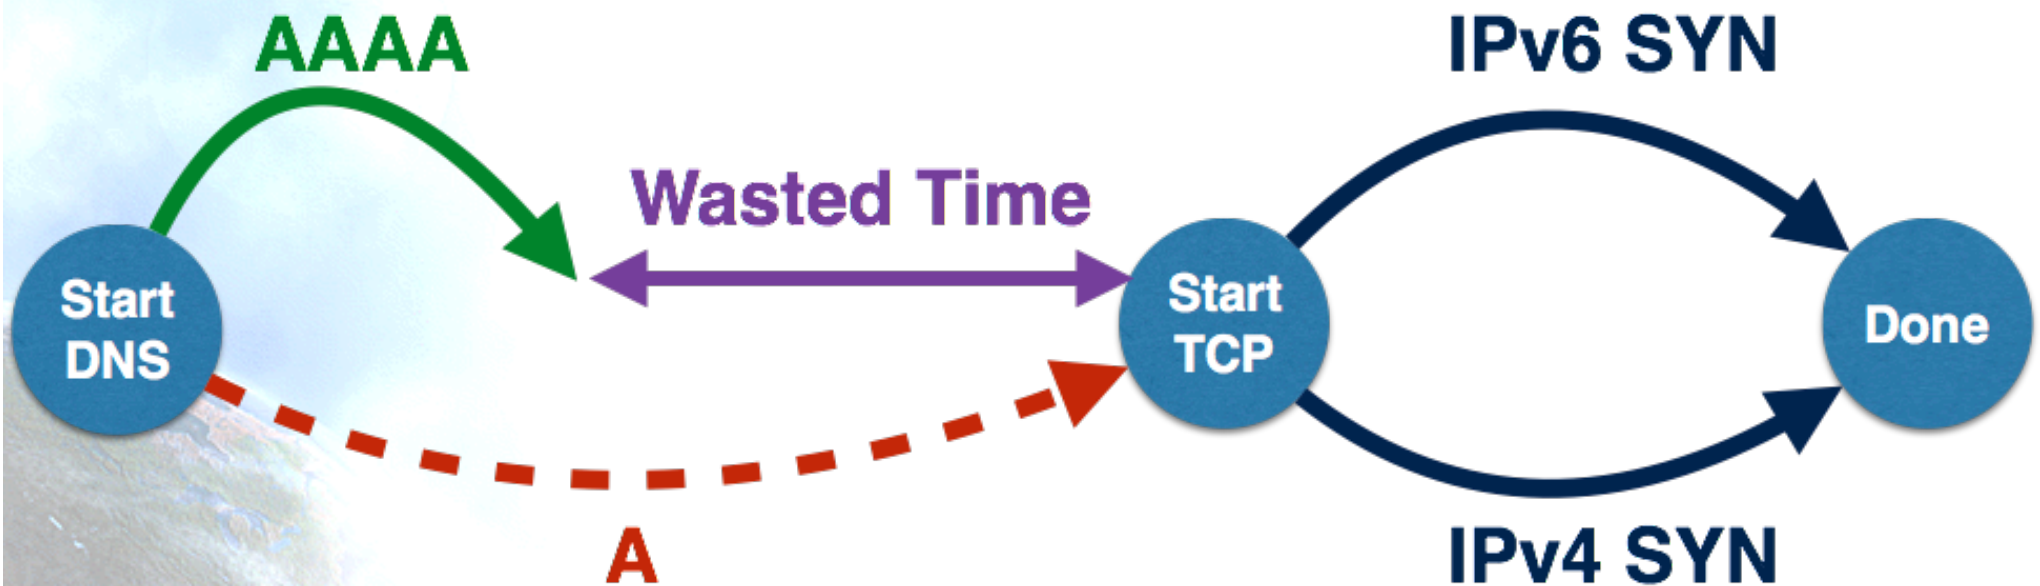 AAAA
IPv6 SYN
Wasted Time
Start
DNS
Start
TCP
Done
A
IPv4 SYN